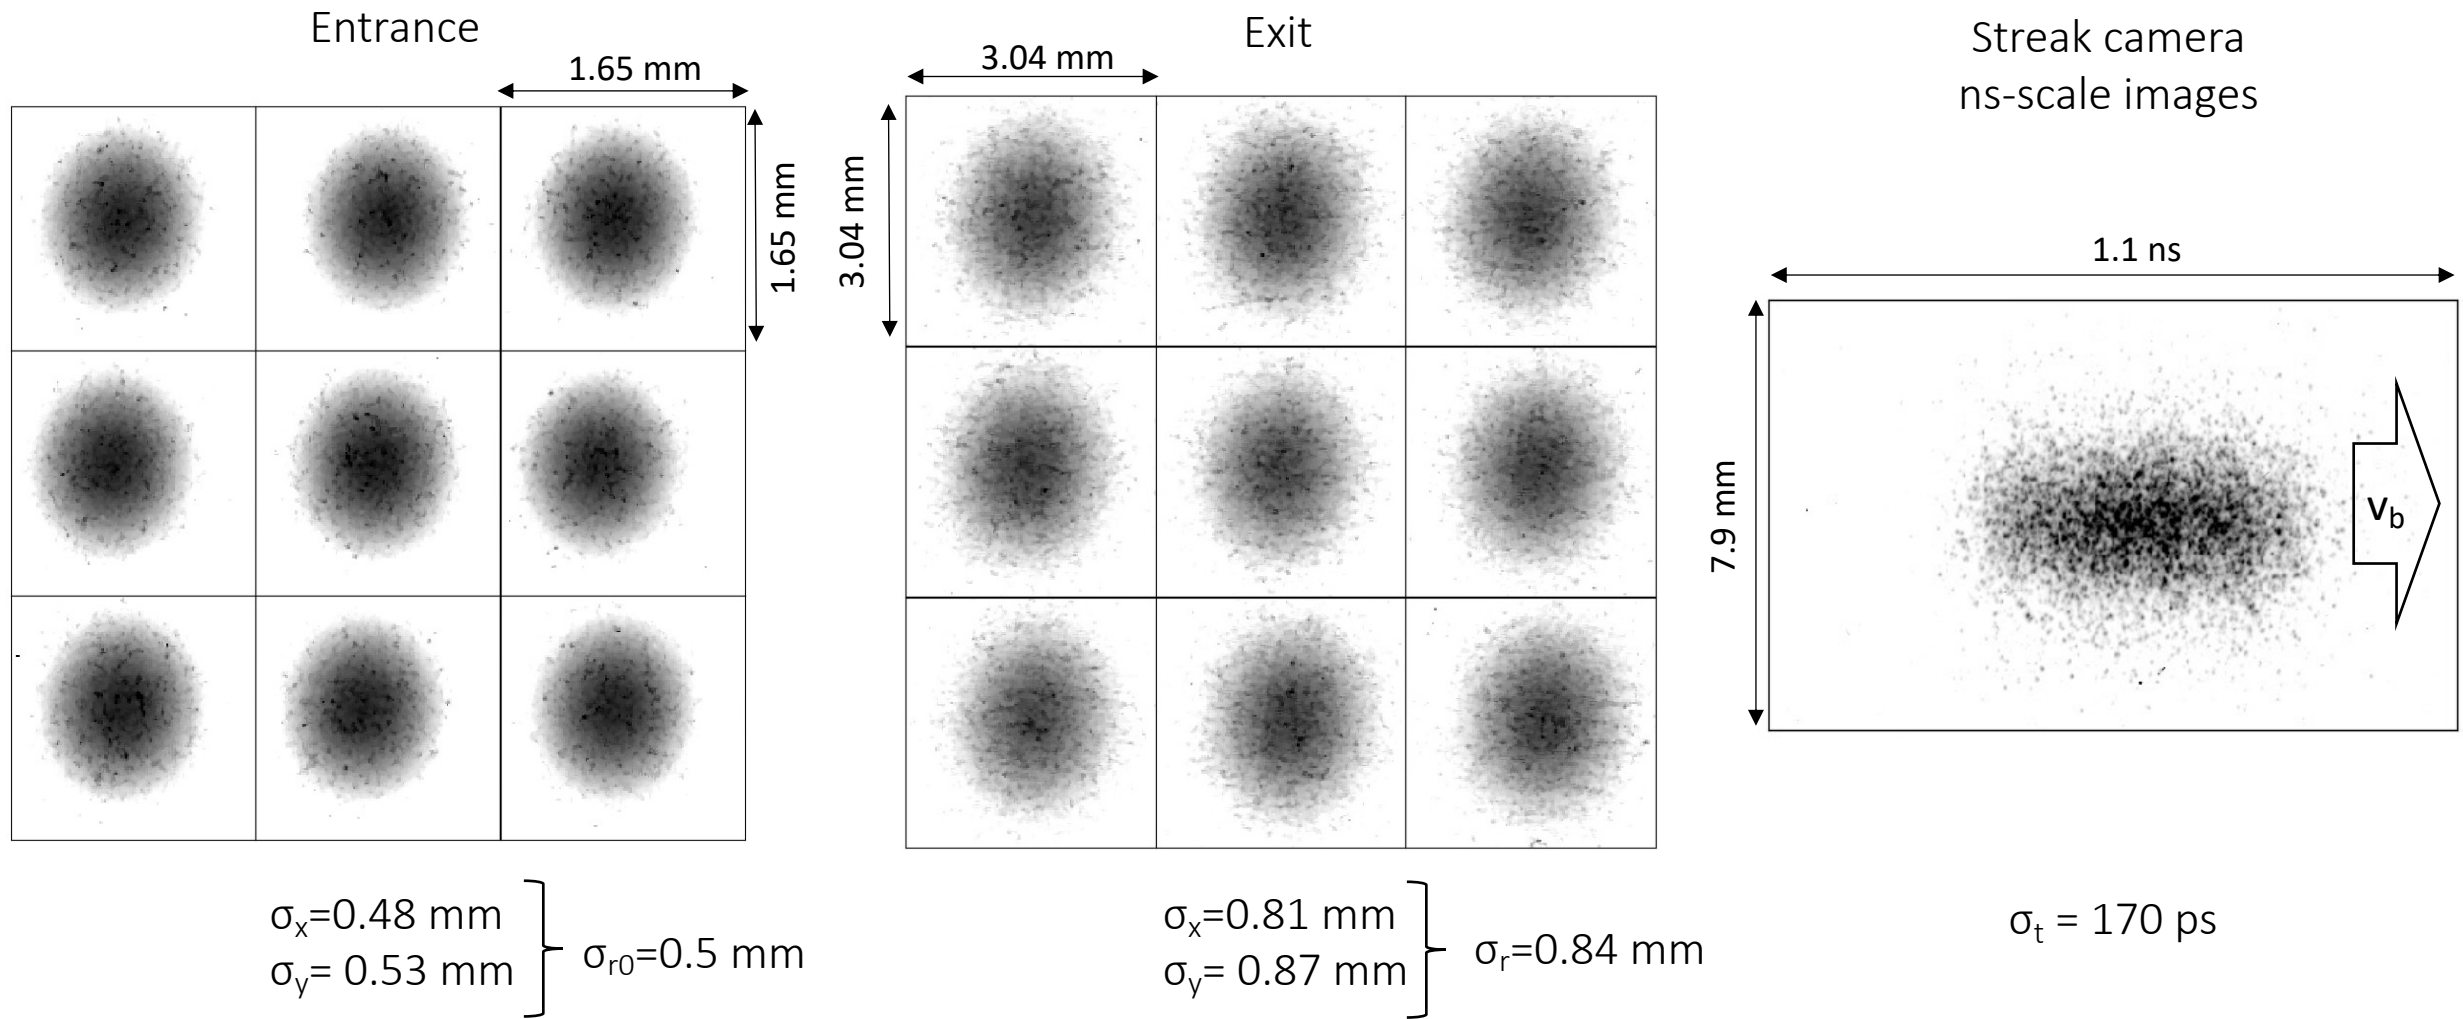 Entrance
1.65 mm
1.65 mm
σx=0.48 mm
σy= 0.53 mm
σr0=0.5 mm
Exit
3.04 mm
3.04 mm
σx=0.81 mm
σy= 0.87 mm
σr=0.84 mm
Streak camera
ns-scale images
1.1 ns
7.9 mm
vb
σt = 170 ps